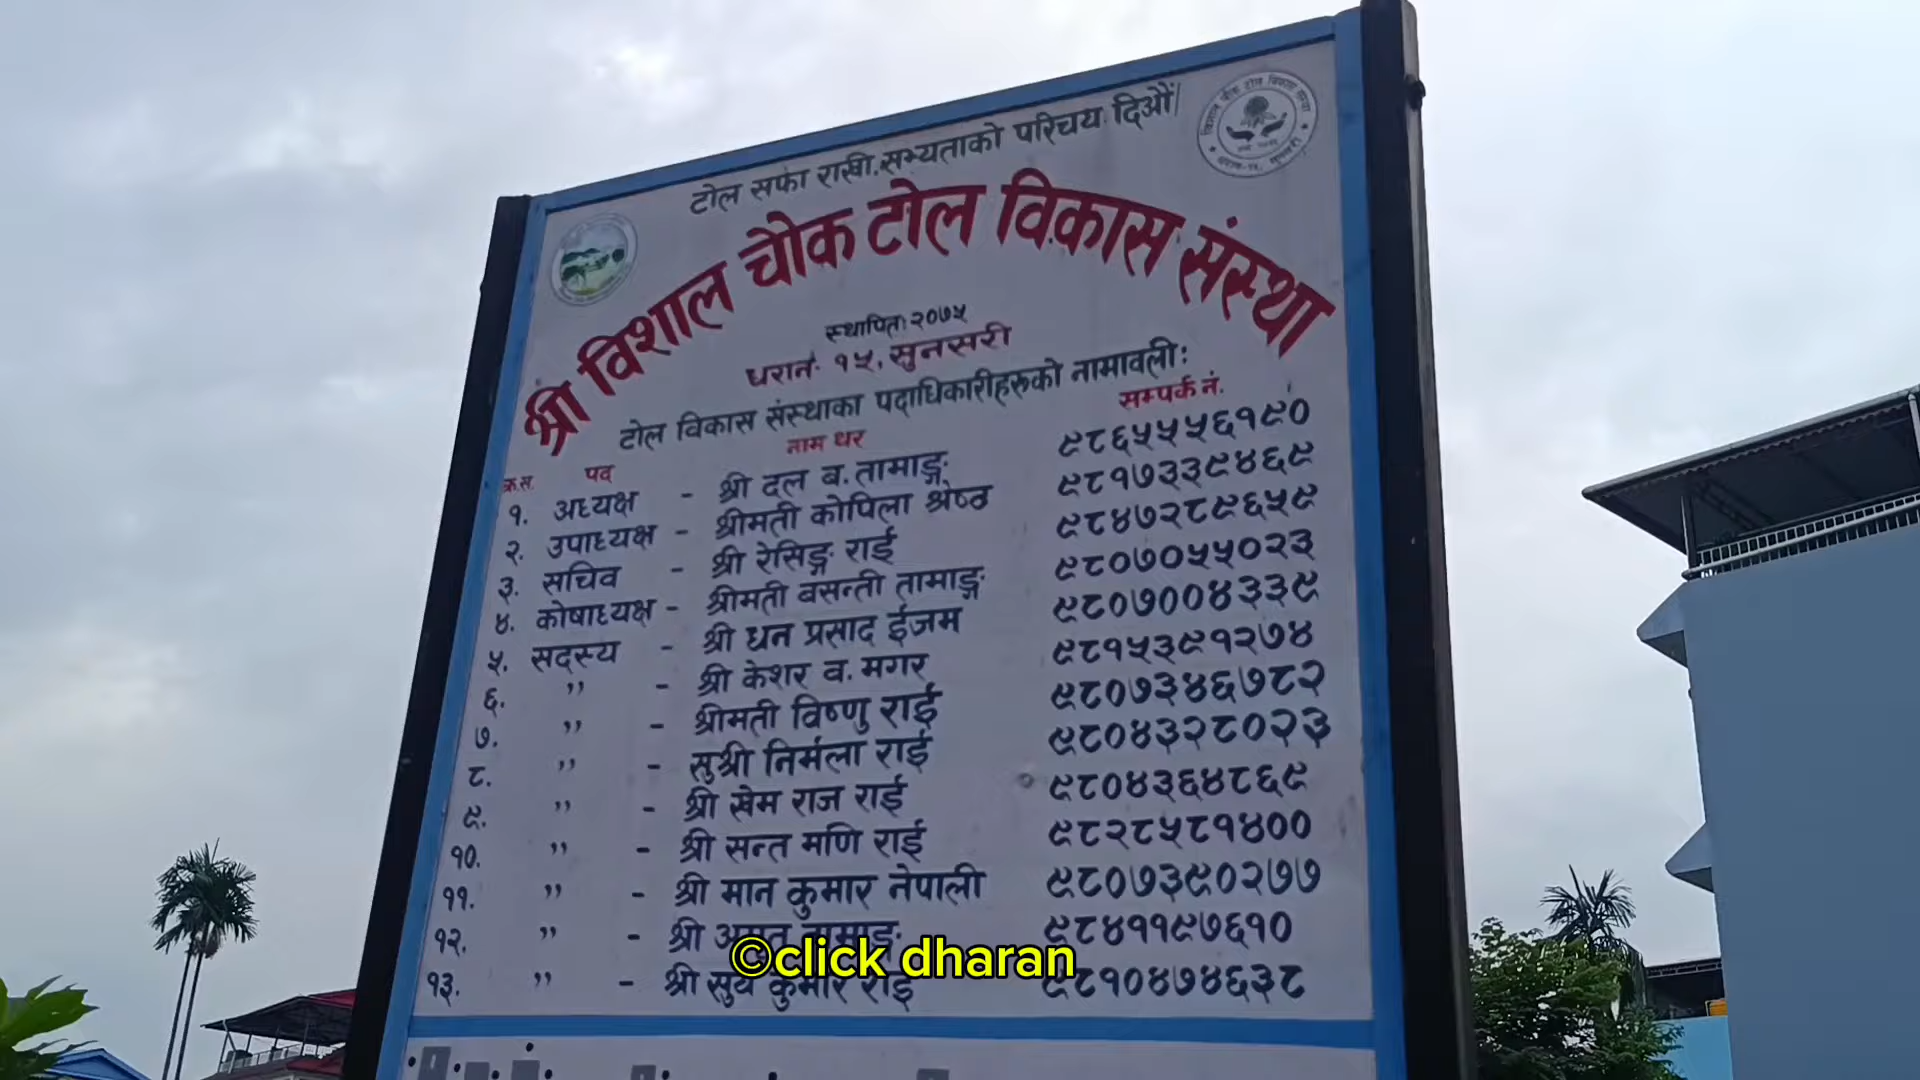 टोल सफा राखौ, सभ्यताको परिचय दिऔं।
श्री विशाल चौक टोल विकास संस्था
स्थापितः २०७५
धरान- १५, सुनसरी
टोल विकास संस्थाका पदाधिकारीहरूको नामावलीः
क्र.स. पद नाम थर सम्पर्क नं.
१. अध्यक्ष - श्री दल ब. तामाङ्ग ९८६५५५६१९०
२. उपाध्यक्ष - श्रीमती कोपिला श्रेष्ठ ९८१७३३९४६९
३. सचिव - श्री रेसिङ्ग राई ९८४७२८९६५९
४. कोषाध्यक्ष - श्रीमती बसन्ती तामाङ्ग ९८०७०५५०२३
५. सदस्य - श्री धन प्रसाद ईजम ९८०७००४३३९
६. ,, - श्री केशर ब. मगर ९८१५३९१२७४
७. ,, - श्रीमती विष्णु राई ९८०७३४६७८२
८. ,, - सुश्री निर्मला राई ९८०४३२८०२३
९. ,, - श्री खेम राज राई ९८०४३६४८६९
१०. ,, - श्री सन्त मणि राई ९८२८५८१४००
११. ,, - श्री मान कुमार नेपाली ९८०७३९०२७७
१२. ,, - श्री तामाङ ९८४११९७६१०
१३. ,, - श्री सुर्य कुमार राई ९८१०४७४६३८
©click dharan